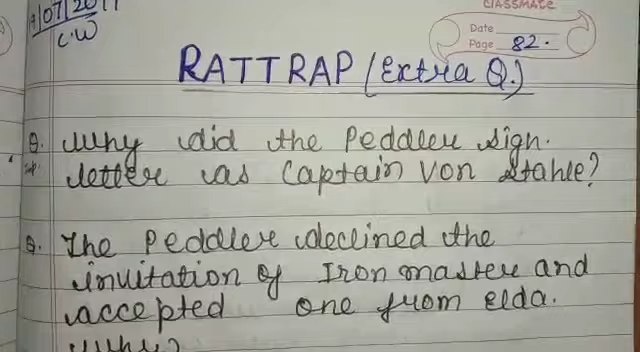 CLASSMATE
Date
Page 82.
C.W
RATTRAP (Extra Q.)
Q. Why did the Peddler sign.
letter as Captain Von Stahle?
Q. The Peddler declined the
invitation of Iron master and
accepted one from elda.
Why?